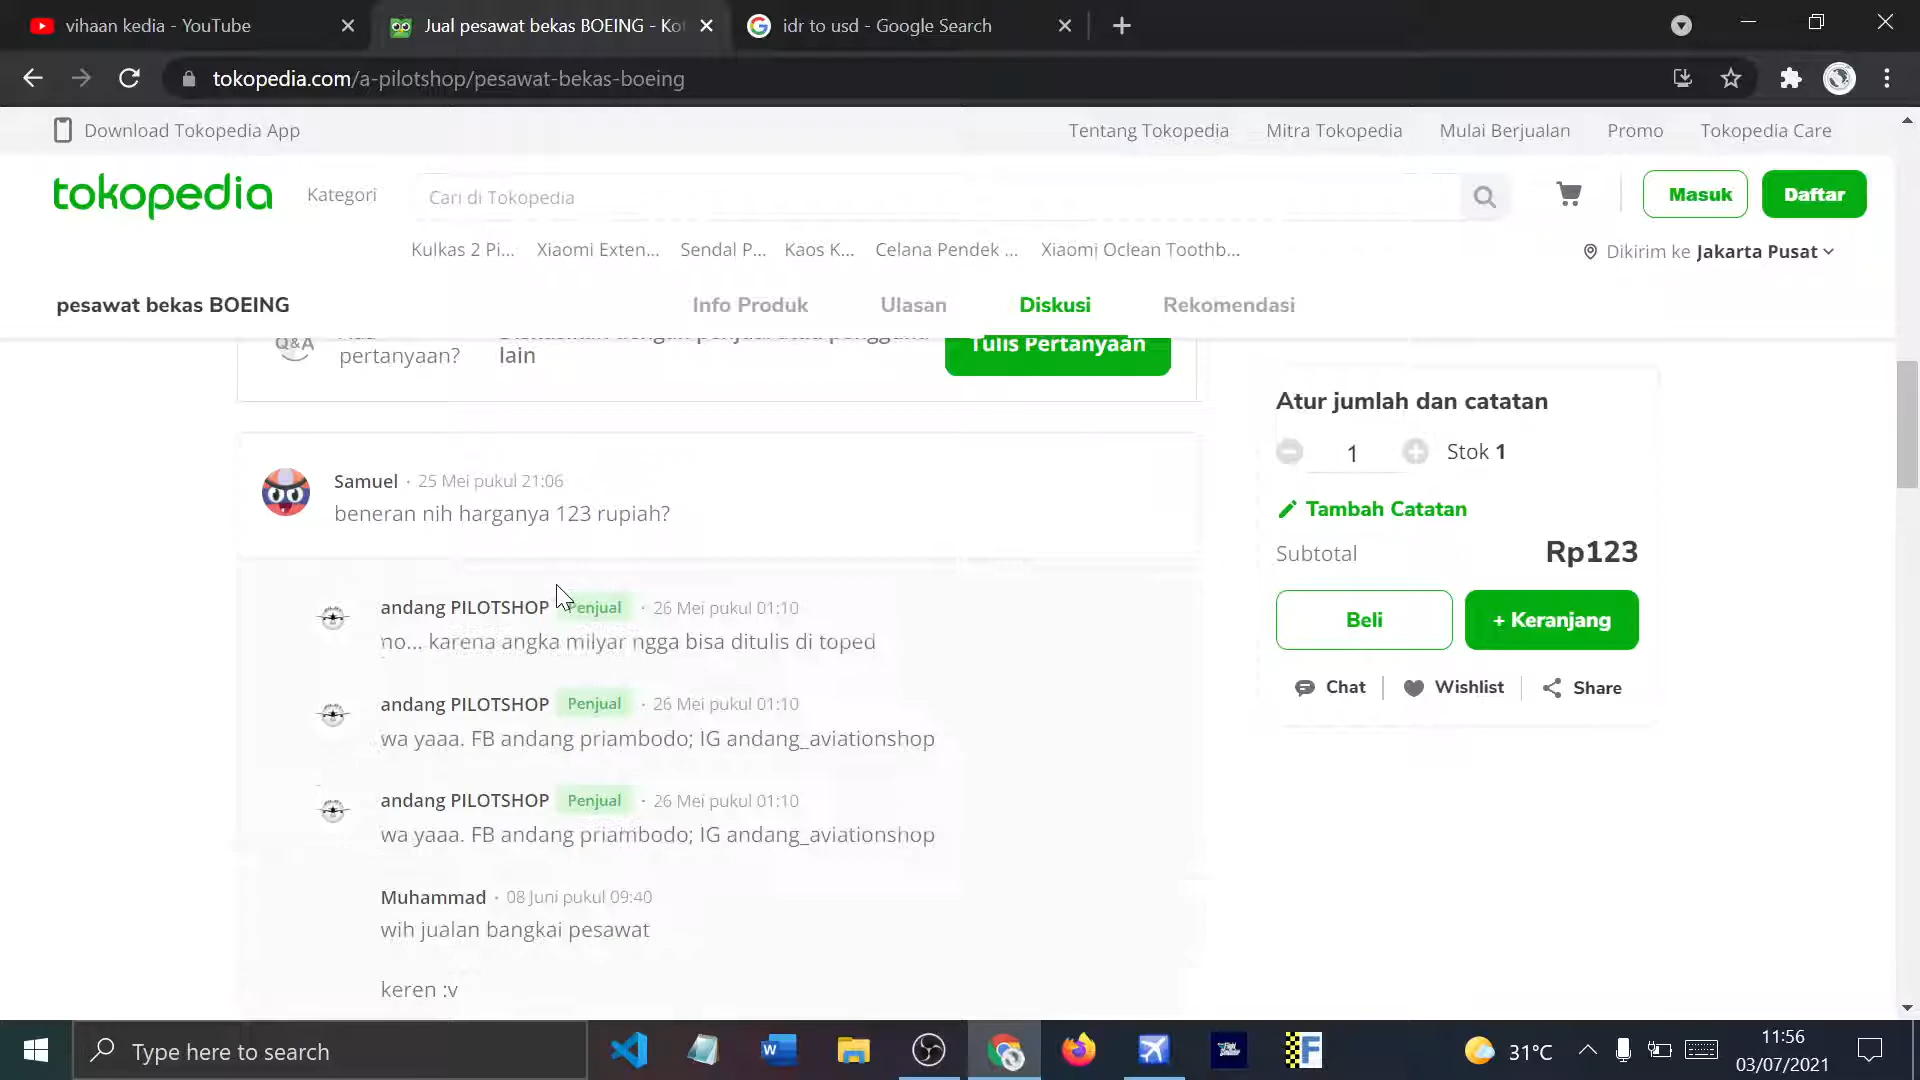 vihaan kedia - YouTube
Jual pesawat bekas BOEING - Kot
idr to usd - Google Search
tokopedia.com/a-pilotshop/pesawat-bekas-boeing
Download Tokopedia App
Tentang Tokopedia
Mitra Tokopedia
Mulai Berjualan
Promo
Tokopedia Care
tokopedia
Kategori
Cari di Tokopedia
Masuk
Daftar
Kulkas 2 Pi...
Xiaomi Exten...
Sendal P...
Kaos K...
Celana Pendek ...
Xiaomi Oclean Toothb...
Dikirim ke Jakarta Pusat
pesawat bekas BOEING
Info Produk
Ulasan
Diskusi
Rekomendasi
Q&A
pertanyaan?
lain
Tulis Pertanyaan
Samuel · 25 Mei pukul 21:06
beneran nih harganya 123 rupiah?
andang PILOTSHOP Penjual · 26 Mei pukul 01:10
no... karena angka milyar ngga bisa ditulis di toped
andang PILOTSHOP Penjual · 26 Mei pukul 01:10
wa yaaa. FB andang priambodo; IG andang_aviationshop
andang PILOTSHOP Penjual · 26 Mei pukul 01:10
wa yaaa. FB andang priambodo; IG andang_aviationshop
Muhammad · 08 Juni pukul 09:40
wih jualan bangkai pesawat
keren :v
Atur jumlah dan catatan
1
Stok 1
Tambah Catatan
Subtotal
Rp123
Beli
+ Keranjang
Chat
Wishlist
Share
Type here to search
31°C
11:56
03/07/2021